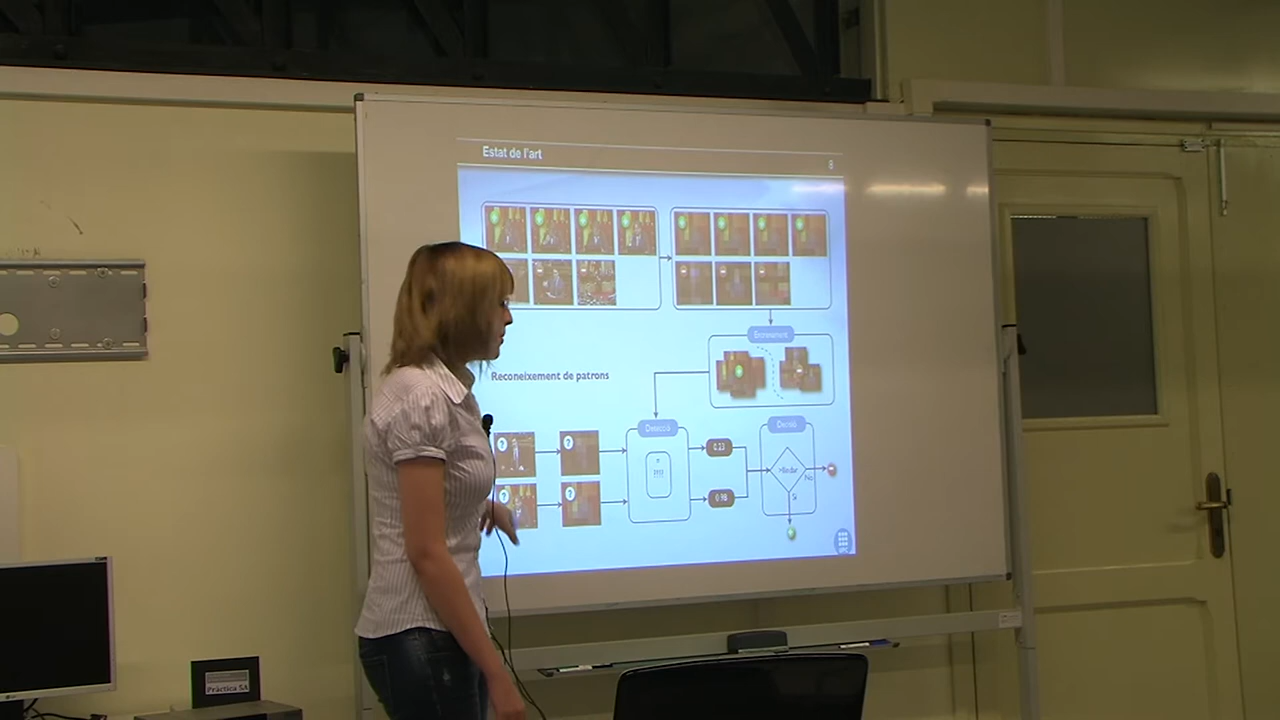 Estat de l'art
8
Entrenament
Reconeixement de patrons
Detecció
Decisió
?
?
0.23
>llindar
No
?
?
0.98
Sí
UPC
Pràctica 5A